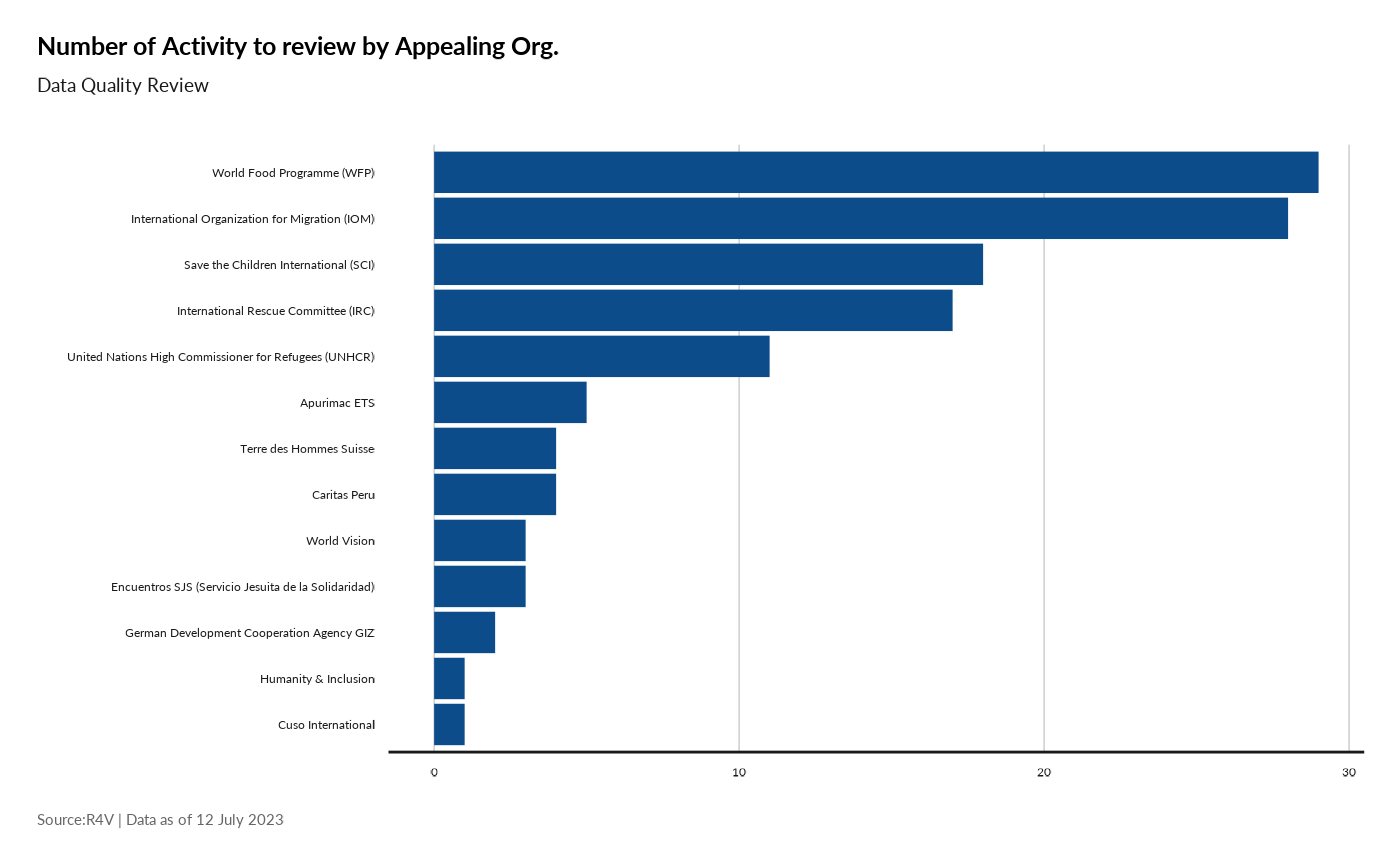 Number of Activity to review by Appealing Org.
Data Quality Review
World Food Programme (WFP)
International Organization for Migration (IOM)
Save the Children International (SCI)
International Rescue Committee (IRC)
United Nations High Commissioner for Refugees (UNHCR)
Apurimac ETS
Terre des Hommes Suisse
Caritas Peru
World Vision
Encuentros SJS (Servicio Jesuita de la Solidaridad)
German Development Cooperation Agency GIZ
Humanity & Inclusion
Cuso International
0 10 20 30
Source:R4V | Data as of 12 July 2023